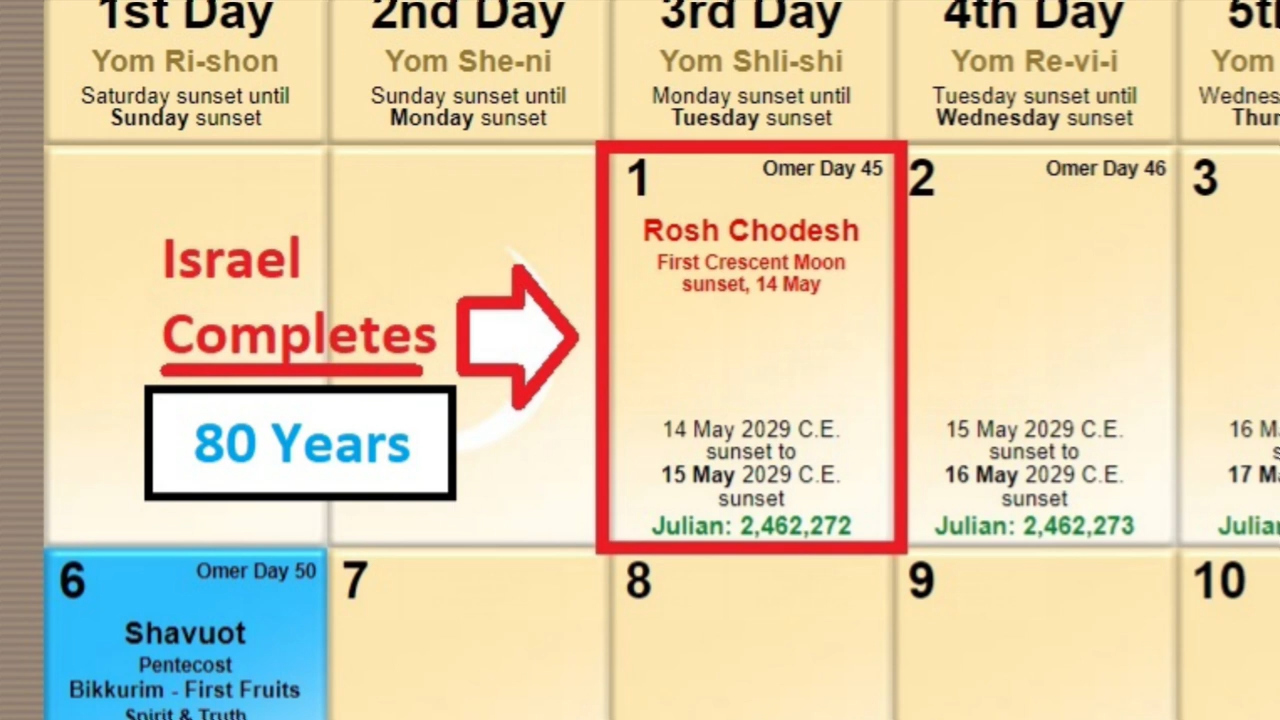 1st Day
Yom Ri-shon
Saturday sunset until
Sunday sunset
2nd Day
Yom She-ni
Sunday sunset until
Monday sunset
3rd Day
Yom Shli-shi
Monday sunset until
Tuesday sunset
4th Day
Yom Re-vi-i
Tuesday sunset until
Wednesday sunset
Yom
Israel
Completes
80 Years
1
Omer Day 45
Rosh Chodesh
First Crescent Moon
sunset, 14 May
14 May 2029 C.E.
sunset to
15 May 2029 C.E.
sunset
Julian: 2,462,272
2
Omer Day 46
15 May 2029 C.E.
sunset to
16 May 2029 C.E.
sunset
Julian: 2,462,273
3
16
17
6
Omer Day 50
Shavuot
Pentecost
Bikkurim - First Fruits
Spirit & Truth
7
8
9
10